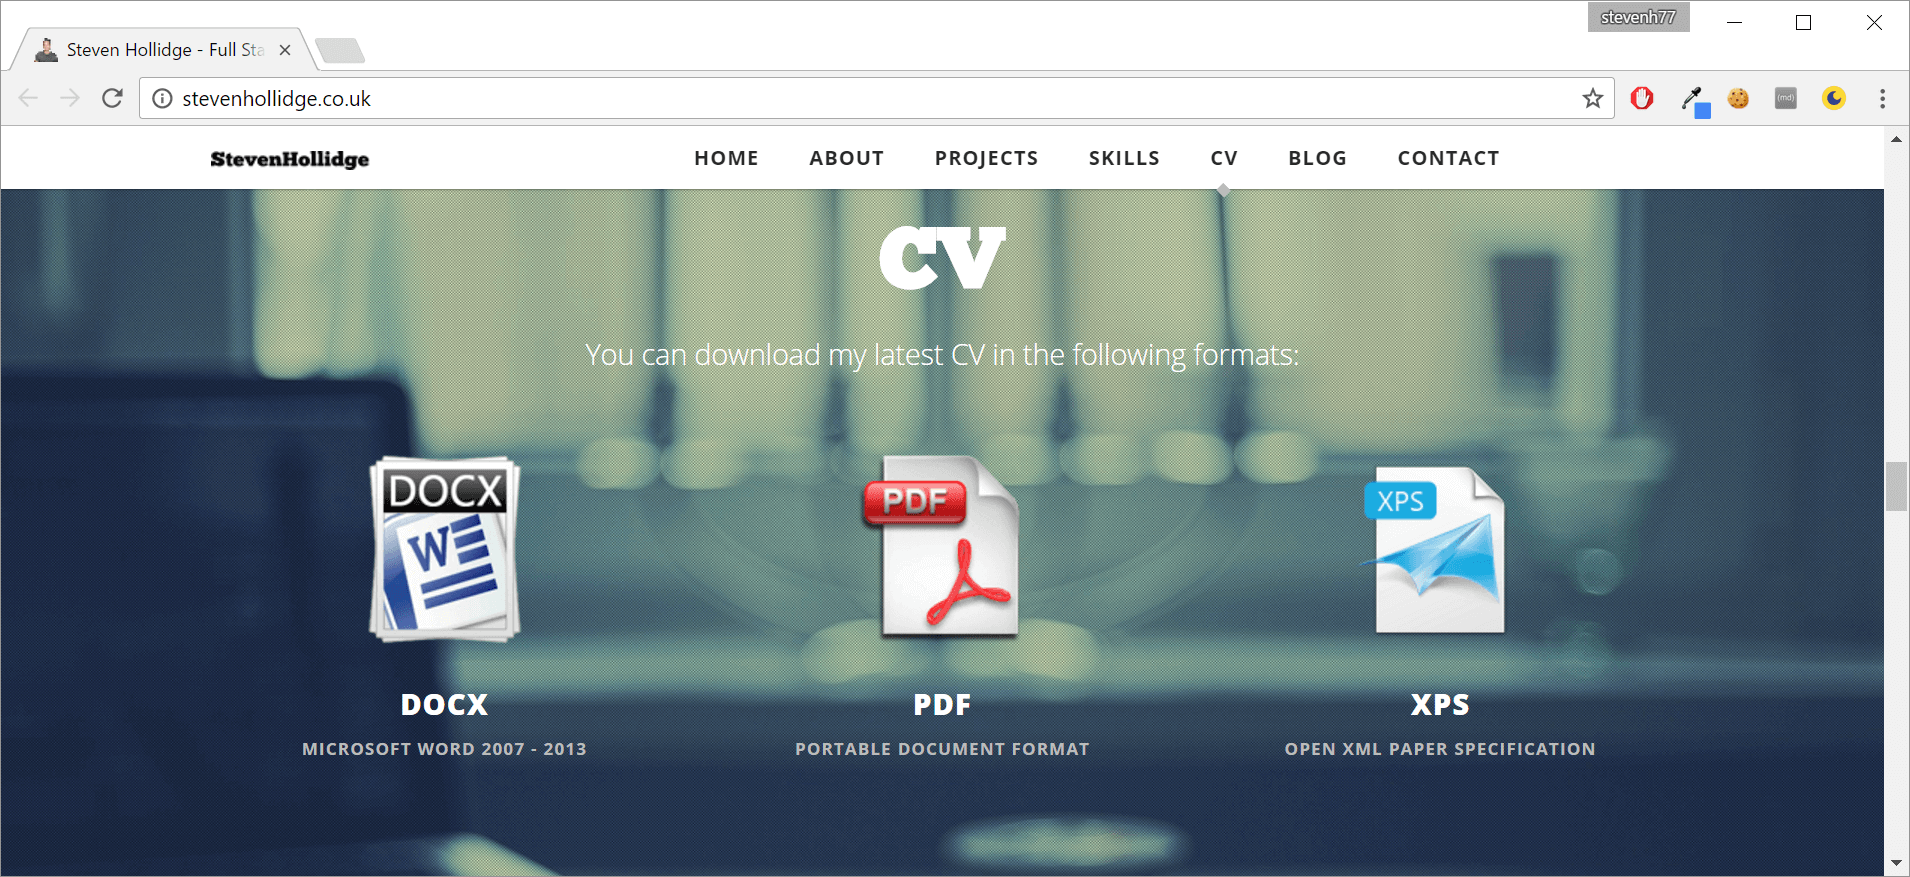 stevenh77
Steven Hollidge - Full Sta
stevenhollidge.co.uk
(md)
StevenHollidge
HOME ABOUT PROJECTS SKILLS CV BLOG CONTACT
CV
You can download my latest CV in the following formats:
DOCX
W
PDF
XPS
DOCX PDF XPS
MICROSOFT WORD 2007 - 2013 PORTABLE DOCUMENT FORMAT OPEN XML PAPER SPECIFICATION